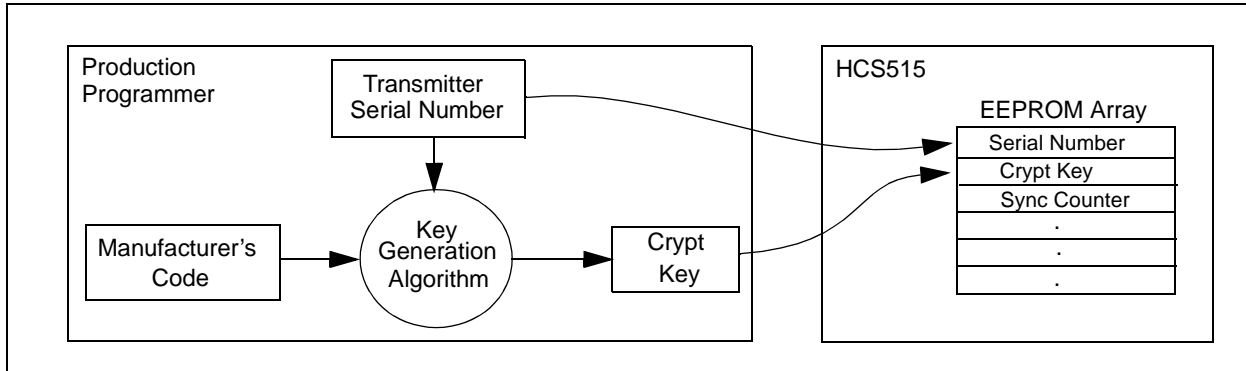 Production
Programmer
Transmitter
Serial Number
Manufacturer's
Code
Key
Generation
Algorithm
Crypt
Key
HCS515
EEPROM Array
Serial Number
Crypt Key
Sync Counter
.
.
.